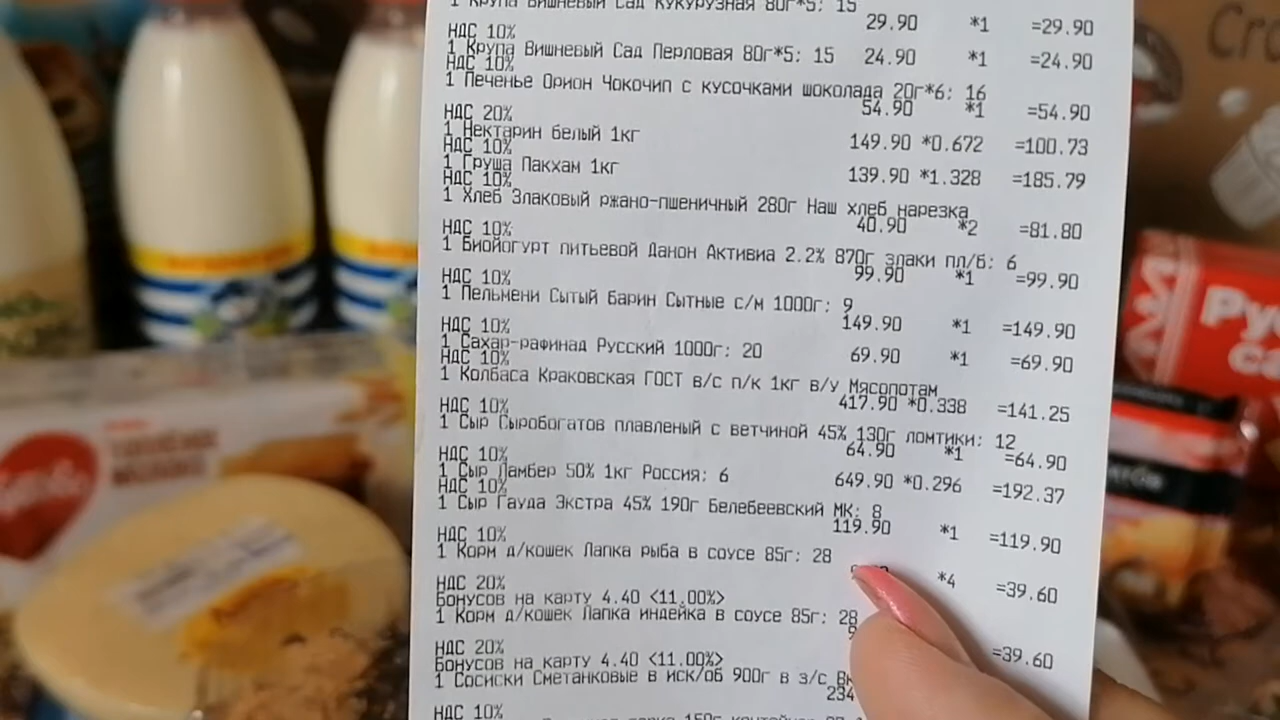 1 Крупа Вишневый Сад Кукурузная 80г*5: 15
29.90 *1 =29.90
НДС 10%
1 Крупа Вишневый Сад Перловая 80г*5: 15 24.90 *1 =24.90
НДС 10%
1 Печенье Орион Чокочип с кусочками шоколада 20г*6: 16
54.90 *1 =54.90
НДС 20%
1 Нектарин белый 1кг 149.90 *0.672 =100.73
НДС 10%
1 Груша Пакхам 1кг 139.90 *1.328 =185.79
НДС 10%
1 Хлеб Злаковый ржано-пшеничный 280г Наш хлеб нарезка
40.90 *2 =81.80
НДС 10%
1 Биойогурт питьевой Данон Активиа 2.2% 870г злаки пл/б: 6
99.90 *1 =99.90
НДС 10%
1 Пельмени Сытый Барин Сытные с/м 1000г: 9
149.90 *1 =149.90
НДС 10%
1 Сахар-рафинад Русский 1000г: 20 69.90 *1 =69.90
НДС 10%
1 Колбаса Краковская ГОСТ в/с п/к 1кг в/у Мясопотам
417.90 *0.338 =141.25
НДС 10%
1 Сыр Сыробогатов плавленый с ветчиной 45% 130г ломтики: 12
64.90 *1 =64.90
НДС 10%
1 Сыр Ламбер 50% 1кг Россия: 6 649.90 *0.296 =192.37
НДС 10%
1 Сыр Гауда Экстра 45% 190г Белебеевский МК: 8
119.90 *1 =119.90
НДС 10%
1 Корм д/кошек Лапка рыба в соусе 85г: 28
*4 =39.60
НДС 20%
Бонусов на карту 4.40 <11.00%>
1 Корм д/кошек Лапка индейка в соусе 85г: 28
=39.60
НДС 20%
Бонусов на карту 4.40 <11.00%>
1 Сосиски Сметанковые в иск/об 900г в з/с
234
НДС 10%